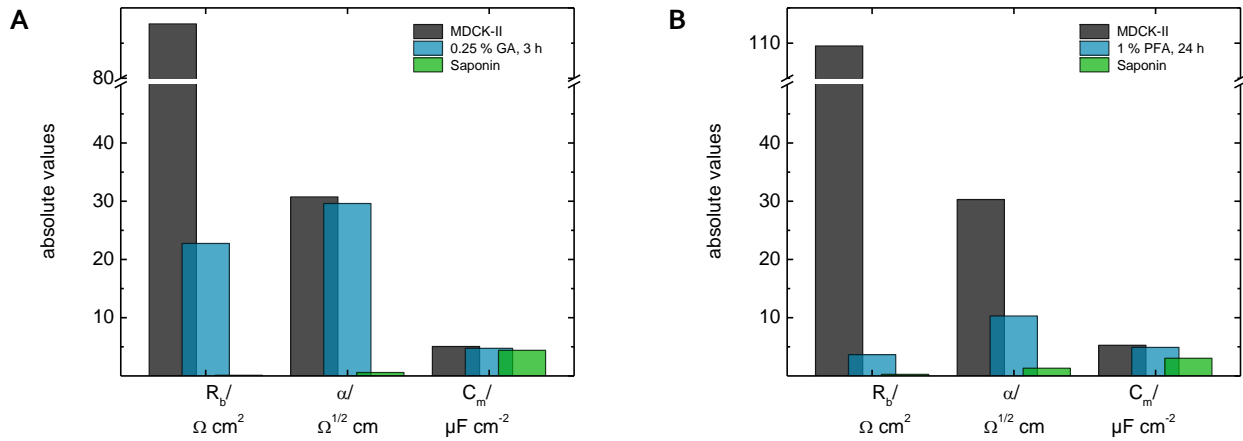 A
MDCK-II
0.25 % GA, 3 h
Saponin
absolute values
80
40
30
20
10
R_b/
Ω cm²
α/
Ω^1/2 cm
C_m/
µF cm⁻²
B
MDCK-II
1 % PFA, 24 h
Saponin
absolute values
110
40
30
20
10
R_b/
Ω cm²
α/
Ω^1/2 cm
C_m/
µF cm⁻²